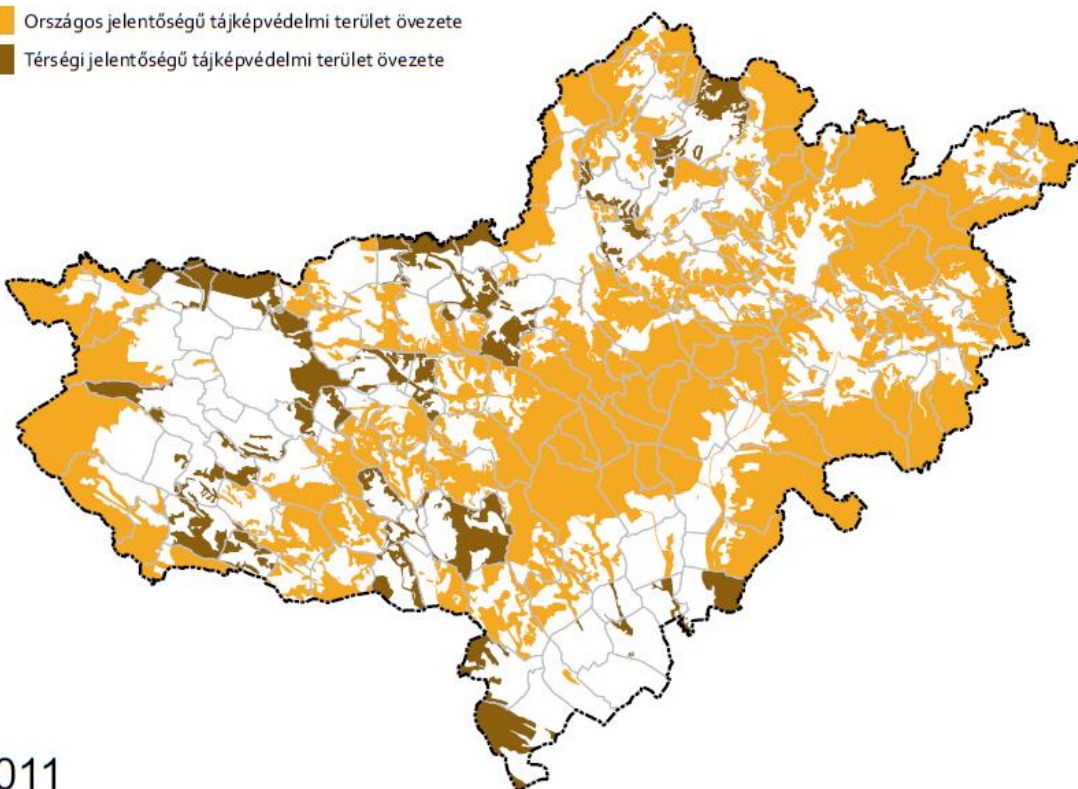 Országos jelentőségű tájképvédelmi terület övezete
Térségi jelentőségű tájképvédelmi terület övezete
011